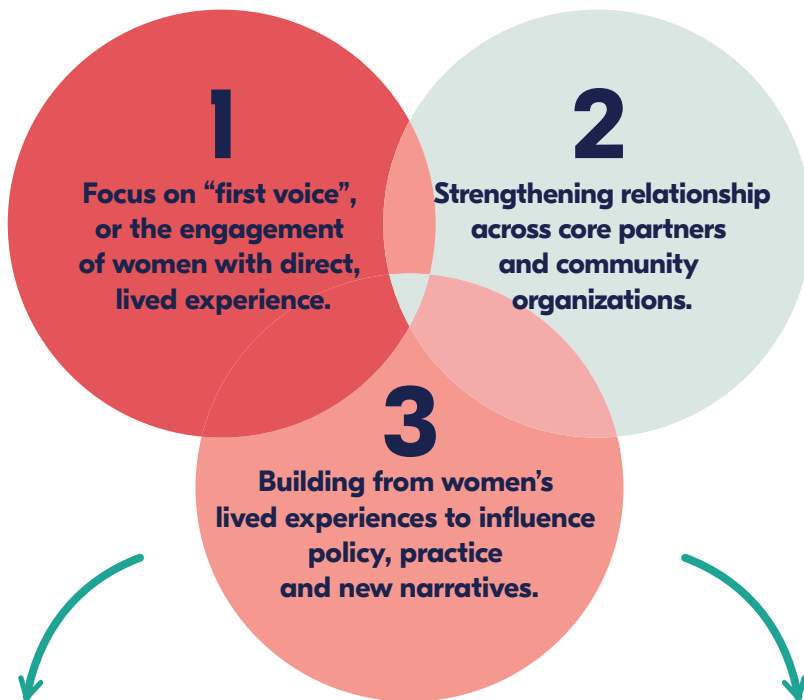 1
Focus on “first voice”,
or the engagement
of women with direct,
lived experience.
2
Strengthening relationship
across core partners
and community
organizations.
3
Building from women’s
lived experiences to influence
policy, practice
and new narratives.